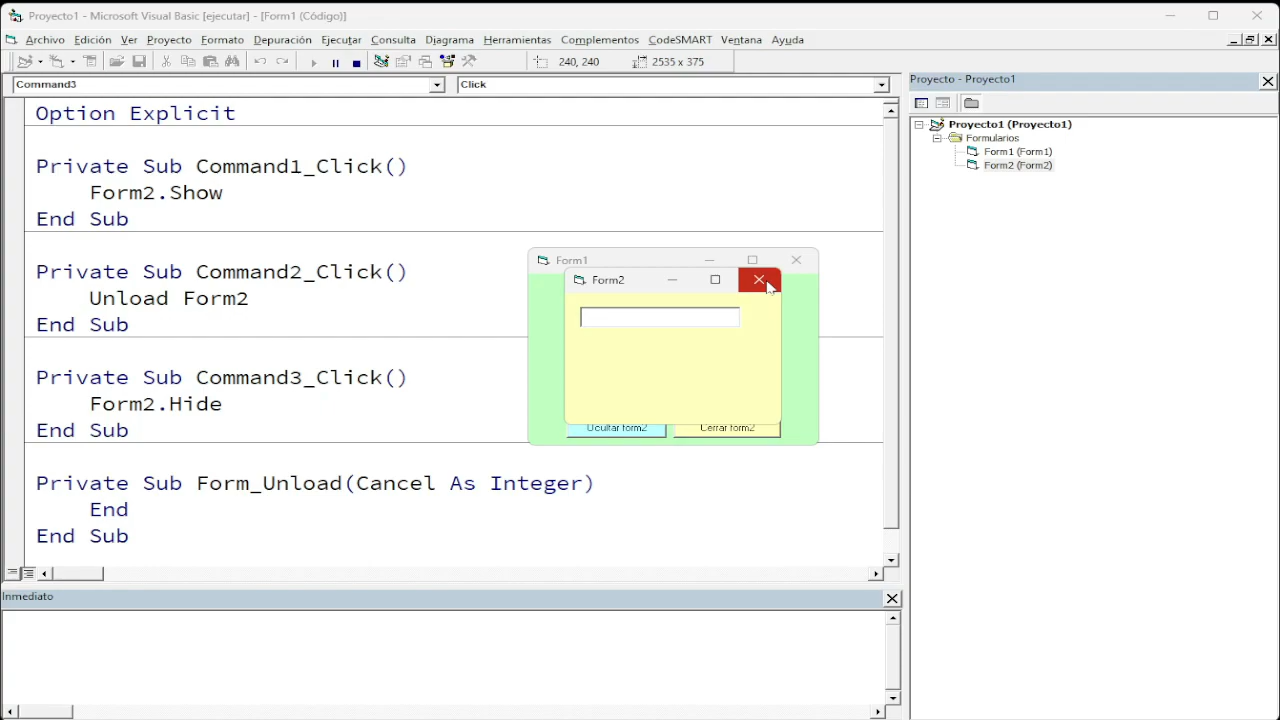 Proyecto1 - Microsoft Visual Basic [ejecutar] - [Form1 (Código)]
Archivo Edición Ver Proyecto Formato Depuración Ejecutar Consulta Diagrama Herramientas Complementos CodeSMART Ventana Ayuda
240, 240 2535 x 375
Command3 Click
Option Explicit
Private Sub Command1_Click()
Form2.Show
End Sub
Private Sub Command2_Click()
Unload Form2
End Sub
Private Sub Command3_Click()
Form2.Hide
End Sub
Private Sub Form_Unload(Cancel As Integer)
End
End Sub
Form1
Form2
Ocultar form2 Cerrar form2
Inmediato
Proyecto - Proyecto1
Proyecto1 (Proyecto1)
Formularios
Form1 (Form1)
Form2 (Form2)